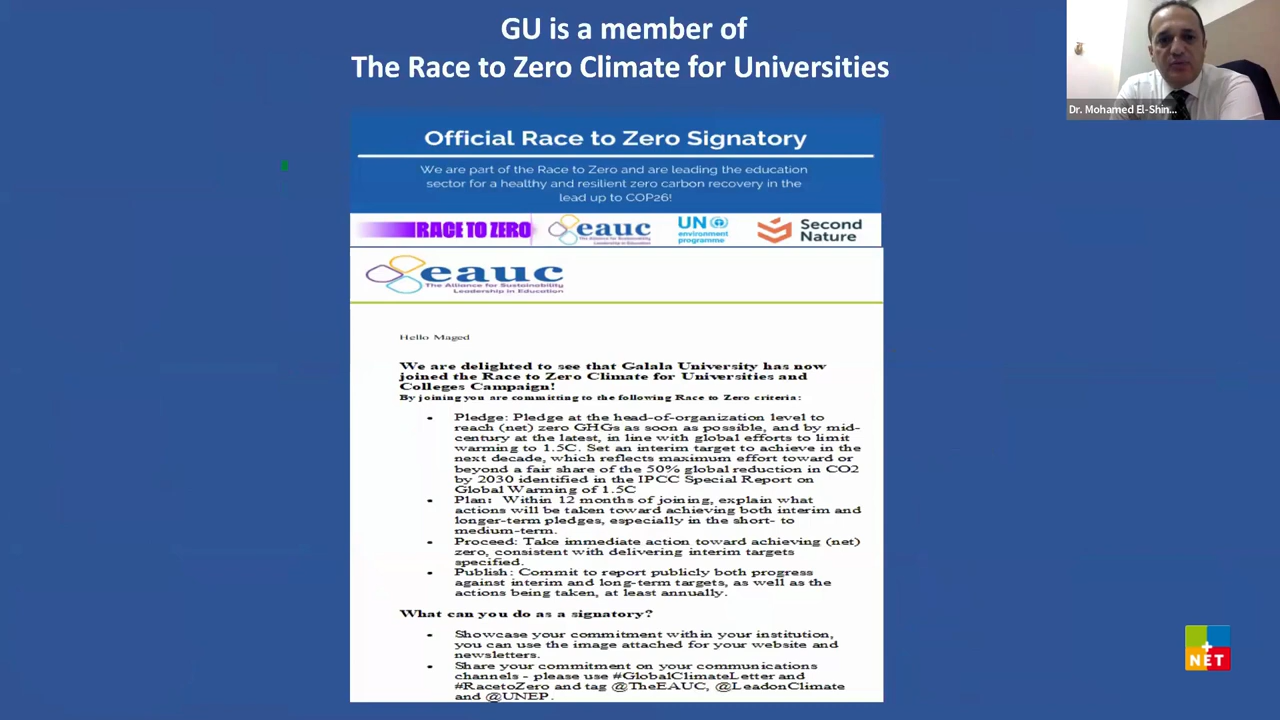 GU is a member of
The Race to Zero Climate for Universities
Dr. Mohamed El-Shin...
Official Race to Zero Signatory
We are part of the Race to Zero and are leading the education
sector for a healthy and resilient zero carbon recovery in the
lead up to COP26!
RACE TO ZERO
eauc
The Alliance for Sustainability
Leadership in Education
UN
environment
programme
Second
Nature
eauc
The Alliance for Sustainability
Leadership in Education
Hello Maged
We are delighted to see that Galala University has now
joined the Race to Zero Climate for Universities and
Colleges Campaign!
By joining you are committing to the following Race to Zero criteria:
• Pledge: Pledge at the head-of-organization level to
reach (net) zero GHGs as soon as possible, and by mid-
century at the latest, in line with global efforts to limit
warming to 1.5C. Set an interim target to achieve in the
next decade, which reflects maximum effort toward or
beyond a fair share of the 50% global reduction in CO2
by 2030 identified in the IPCC Special Report on
Global Warming of 1.5C
• Plan: Within 12 months of joining, explain what
actions will be taken toward achieving both interim and
longer-term pledges, especially in the short- to
medium-term.
• Proceed: Take immediate action toward achieving (net)
zero, consistent with delivering interim targets
specified.
• Publish: Commit to report publicly both progress
against interim and long-term targets, as well as the
actions being taken, at least annually.
What can you do as a signatory?
• Showcase your commitment within your institution,
you can use the image attached for your website and
newsletters.
• Share your commitment on your communications
channels - please use #GlobalClimateLetter and
#RacetoZero and tag @TheEAUC, @LeadonClimate
and @UNEP.
+
NET